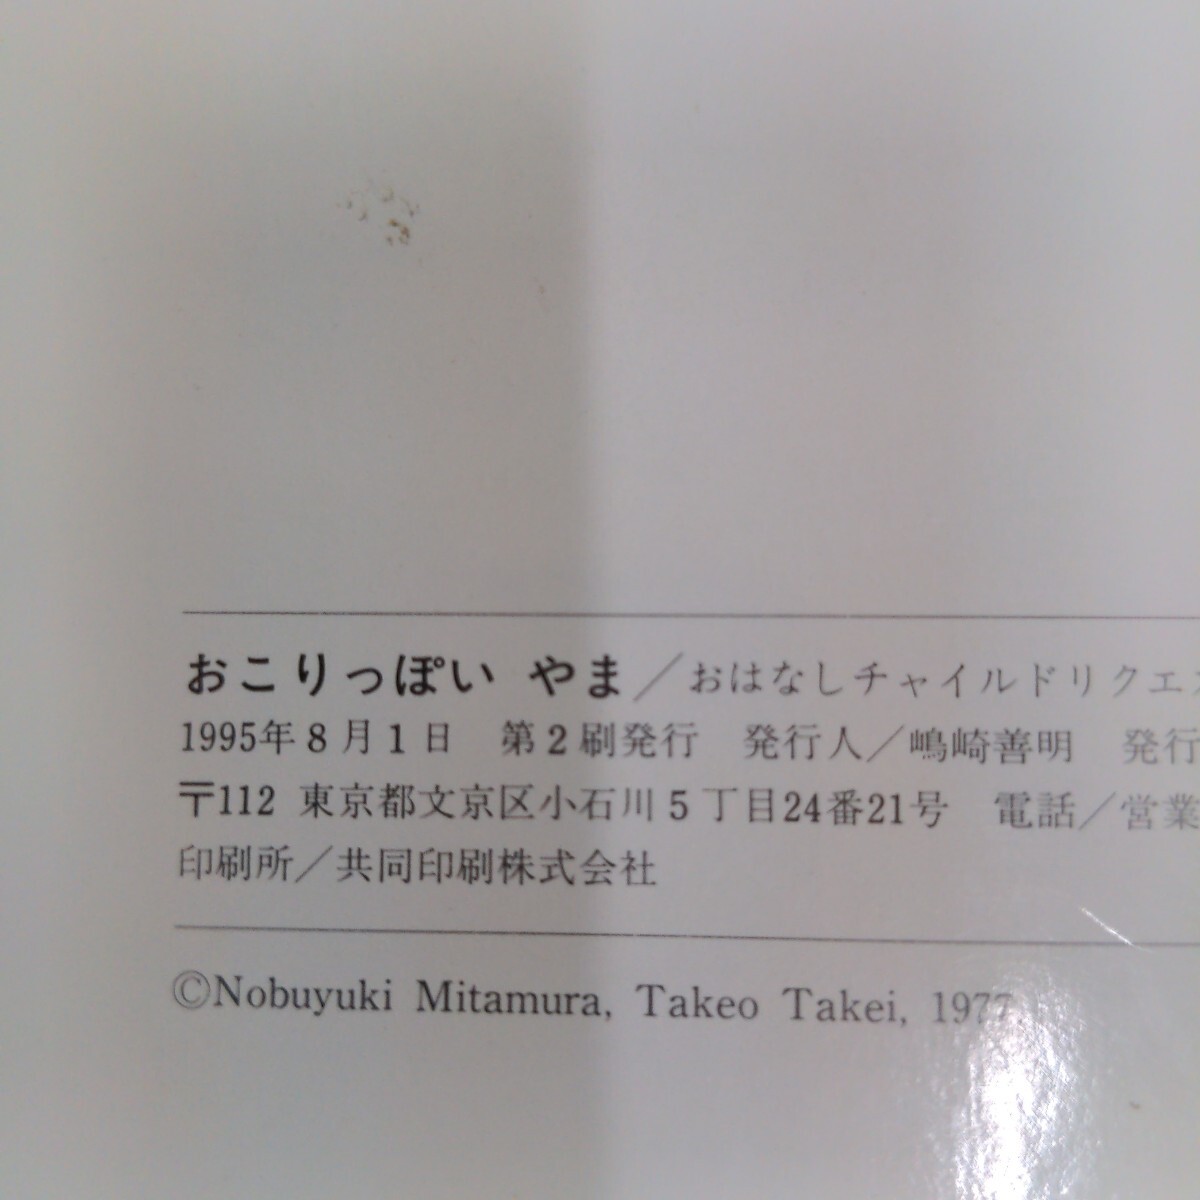 おこりっぽい やま／おはなしチャイルドリクエス
1995年8月1日 第2刷発行 発行人／嶋崎善明 発行
〒112 東京都文京区小石川5丁目24番21号 電話／営業
印刷所／共同印刷株式会社
©Nobuyuki Mitamura, Takeo Takei, 1977